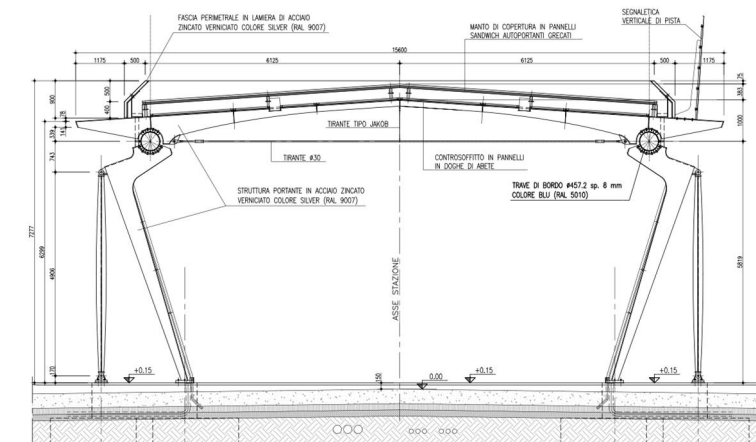 FASCIA PERIMETRALE IN LAMIERA DI ACCIAIO
ZINCATO VERNICIATO COLORE SILVER (RAL 9007)
MANTO DI COPERTURA IN PANNELLI
SANDWICH AUTOPORTANTI GRECATI
SEGNALETICA
VERTICALE DI PISTA
15600
1175
500
6125
6125
500
1175
900
500
400
78
143
339
743
7277
6299
4906
170
75
383
1000
5819
TIRANTE TIPO JAKOB
TIRANTE ø30
CONTROSOFFITTO IN PANNELLI
IN DOGHE DI ABETE
STRUTTURA PORTANTE IN ACCIAIO ZINCATO
VERNICIATO COLORE SILVER (RAL 9007)
TRAVE DI BORDO ø457.2 sp. 8 mm
COLORE BLU (RAL 5010)
ASSE STAZIONE
+0.15
150
0.00
+0.15
+0.15